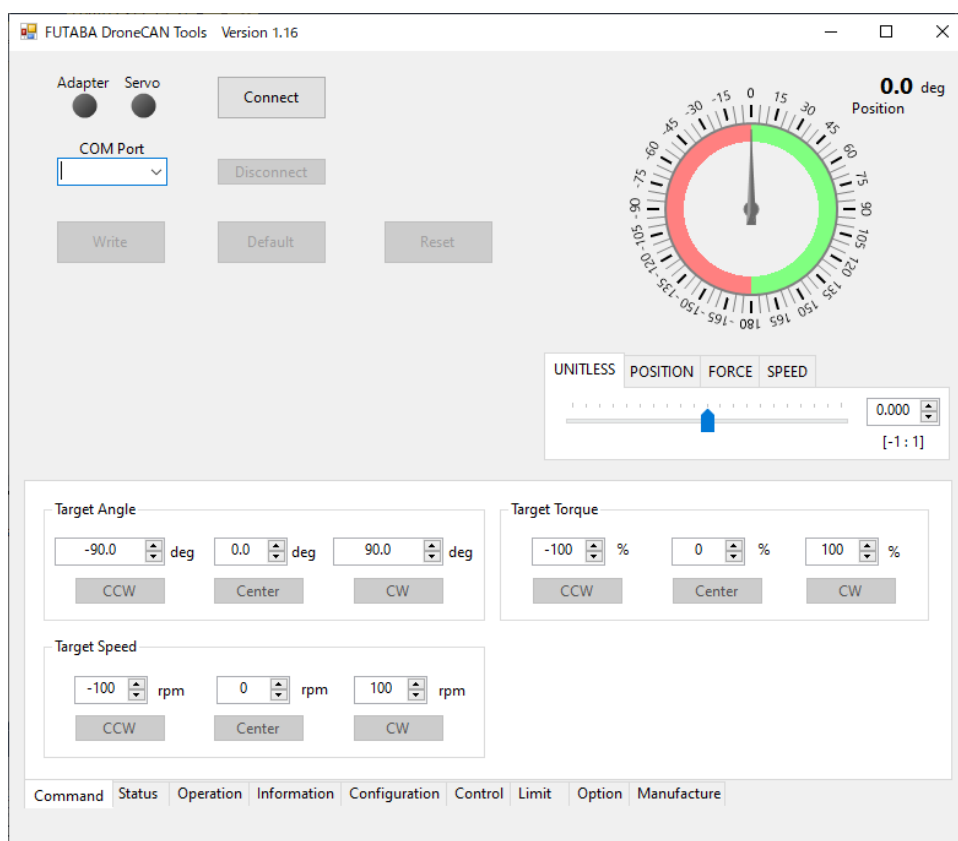 FUTABA DroneCAN Tools Version 1.16
Adapter Servo
Connect
COM Port
Disconnect
Write Default Reset
0.0 deg
Position
0 15 30 45 60 75 90 105 120 135 150 165 180 -165 -150 -135 -120 -105 -90 -75 -60 -45 -30 -15
UNITLESS POSITION FORCE SPEED
0.000
[-1 : 1]
Target Angle
-90.0 deg 0.0 deg 90.0 deg
CCW Center CW
Target Torque
-100 % 0 % 100 %
CCW Center CW
Target Speed
-100 rpm 0 rpm 100 rpm
CCW Center CW
Command Status Operation Information Configuration Control Limit Option Manufacture